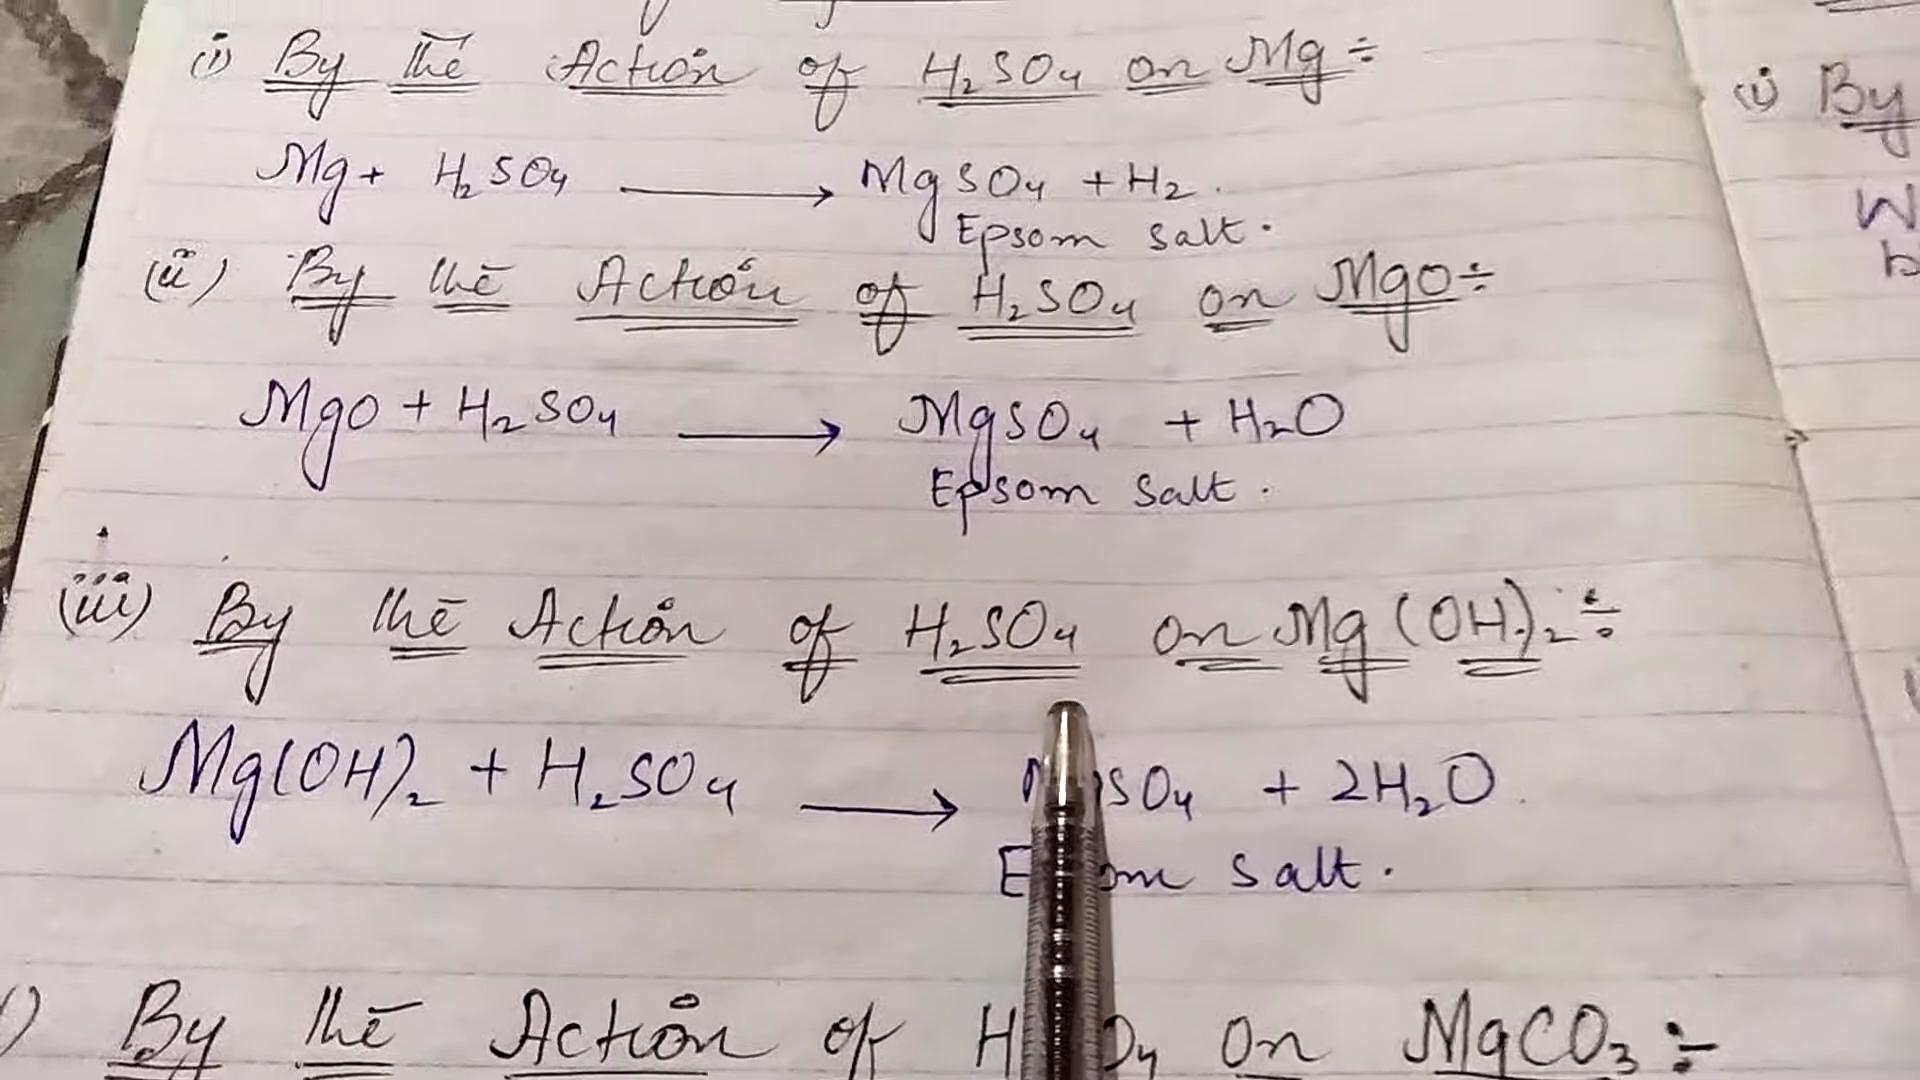 (i) By the Action of H₂SO₄ on Mg÷
Mg + H₂SO₄ ⟶ MgSO₄ + H₂.
Epsom salt.
(ii) By the Action of H₂SO₄ on MgO÷
MgO + H₂SO₄ ⟶ MgSO₄ + H₂O
Epsom salt.
(iii) By the Action of H₂SO₄ on Mg(OH)₂÷
Mg(OH)₂ + H₂SO₄ ⟶ SO₄ + 2H₂O.
salt.
By the Action of on MgCO₃÷
(i) By